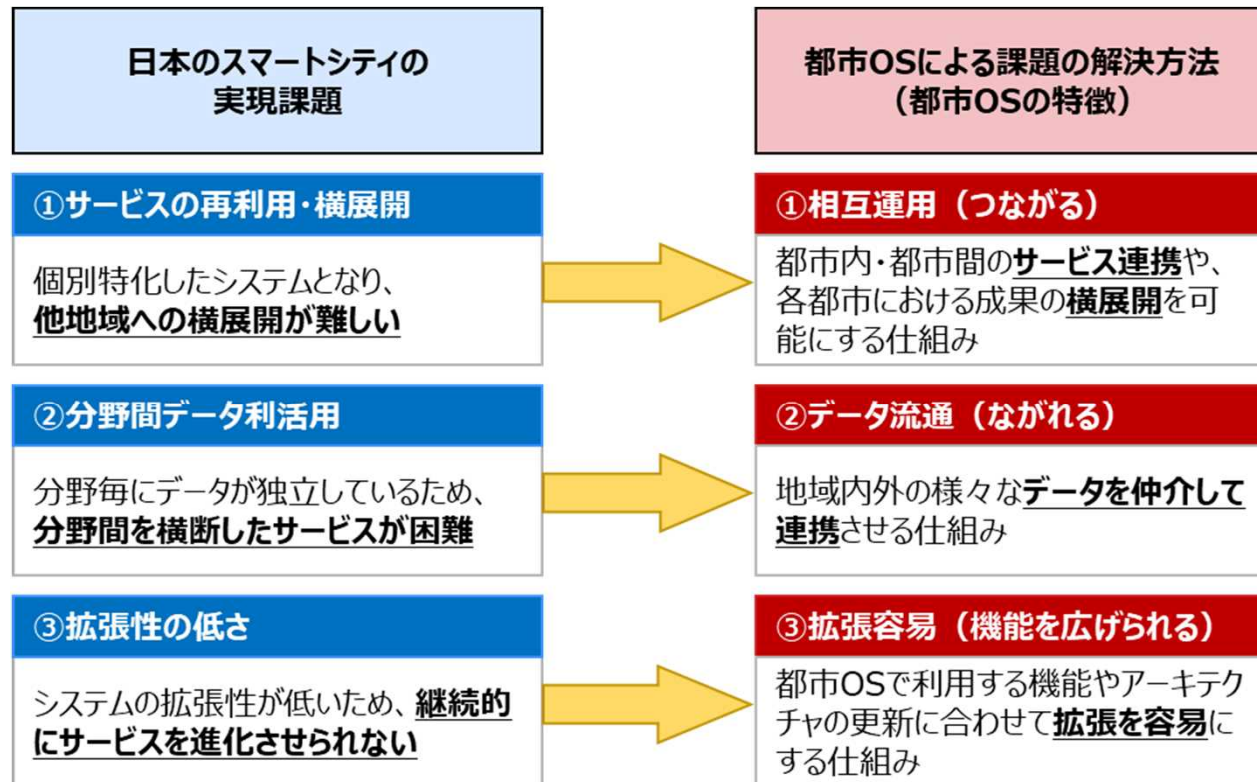 日本のスマートシティの
実現課題
都市OSによる課題の解決方法
（都市OSの特徴）
①サービスの再利用・横展開
個別特化したシステムとなり、
他地域への横展開が難しい
①相互運用（つながる）
都市内・都市間のサービス連携や、
各都市における成果の横展開を可
能にする仕組み
②分野間データ利活用
分野毎にデータが独立しているため、
分野間を横断したサービスが困難
②データ流通（ながれる）
地域内外の様々なデータを仲介して
連携させる仕組み
③拡張性の低さ
システムの拡張性が低いため、継続的
にサービスを進化させられない
③拡張容易（機能を広げられる）
都市OSで利用する機能やアーキテク
チャの更新に合わせて拡張を容易に
する仕組み